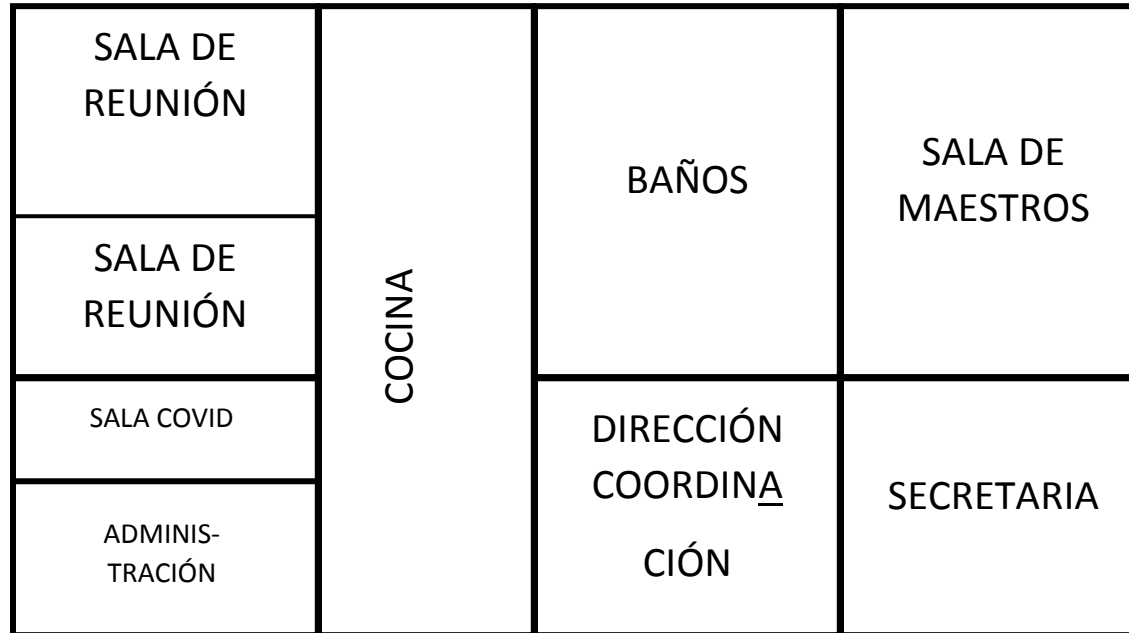 SALA DE
REUNIÓN
SALA DE
REUNIÓN
SALA COVID
ADMINIS-
TRACIÓN
COCINA
BAÑOS
DIRECCIÓN
COORDINA
CIÓN
SALA DE
MAESTROS
SECRETARIA